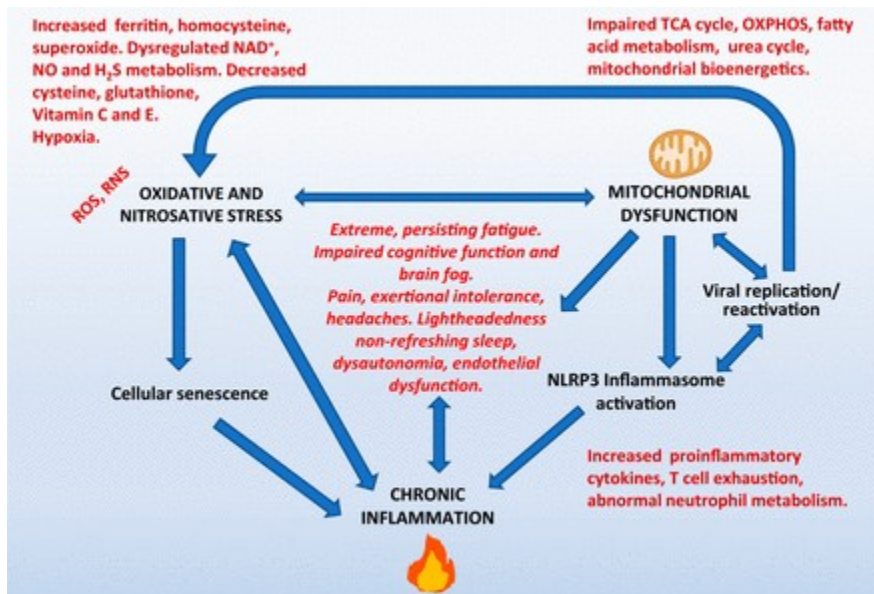 Increased ferritin, homocysteine,
superoxide. Dysregulated NAD⁺,
NO and H₂S metabolism. Decreased
cysteine, glutathione,
Vitamin C and E.
Hypoxia.
Impaired TCA cycle, OXPHOS, fatty
acid metabolism, urea cycle,
mitochondrial bioenergetics.
ROS, RNS
OXIDATIVE AND
NITROSATIVE STRESS
MITOCHONDRIAL
DYSFUNCTION
Extreme, persisting fatigue.
Impaired cognitive function and
brain fog.
Pain, exertional intolerance,
headaches. Lightheadedness
non-refreshing sleep,
dysautonomia, endothelial
dysfunction.
Viral replication/
reactivation
Cellular senescence
NLRP3 Inflammasome
activation
Increased proinflammatory
cytokines, T cell exhaustion,
abnormal neutrophil metabolism.
CHRONIC
INFLAMMATION